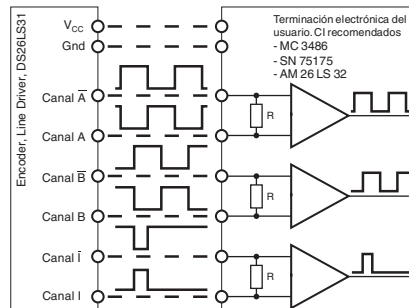 Encoder, Line Driver, DS26LS31
VCC
Gnd
Canal A̅
Canal A
Canal B̅
Canal B
Canal I̅
Canal I
Terminación electrónica del
usuario. CI recomendados
- MC 3486
- SN 75175
- AM 26 LS 32
R
R
R